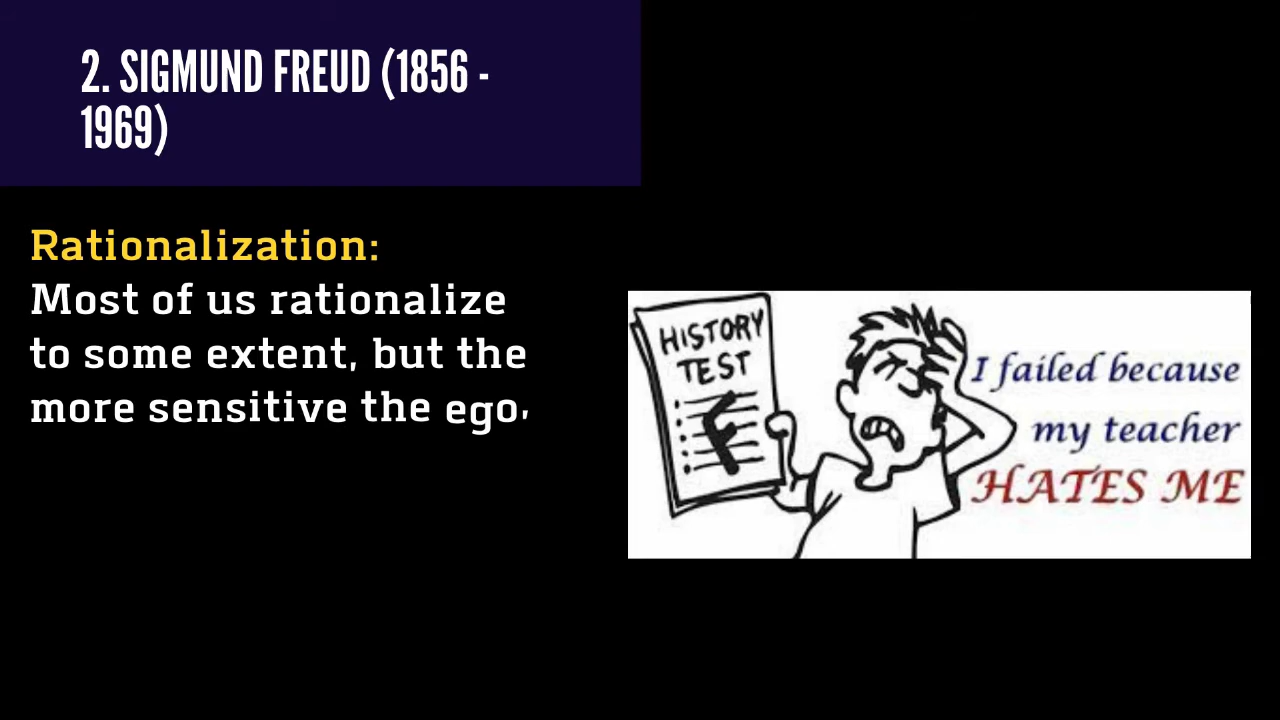 2. SIGMUND FREUD (1856 -
1969)
Rationalization:
Most of us rationalize
to some extent, but the
more sensitive the ego,
HISTORY
TEST
F
I failed because
my teacher
HATES ME